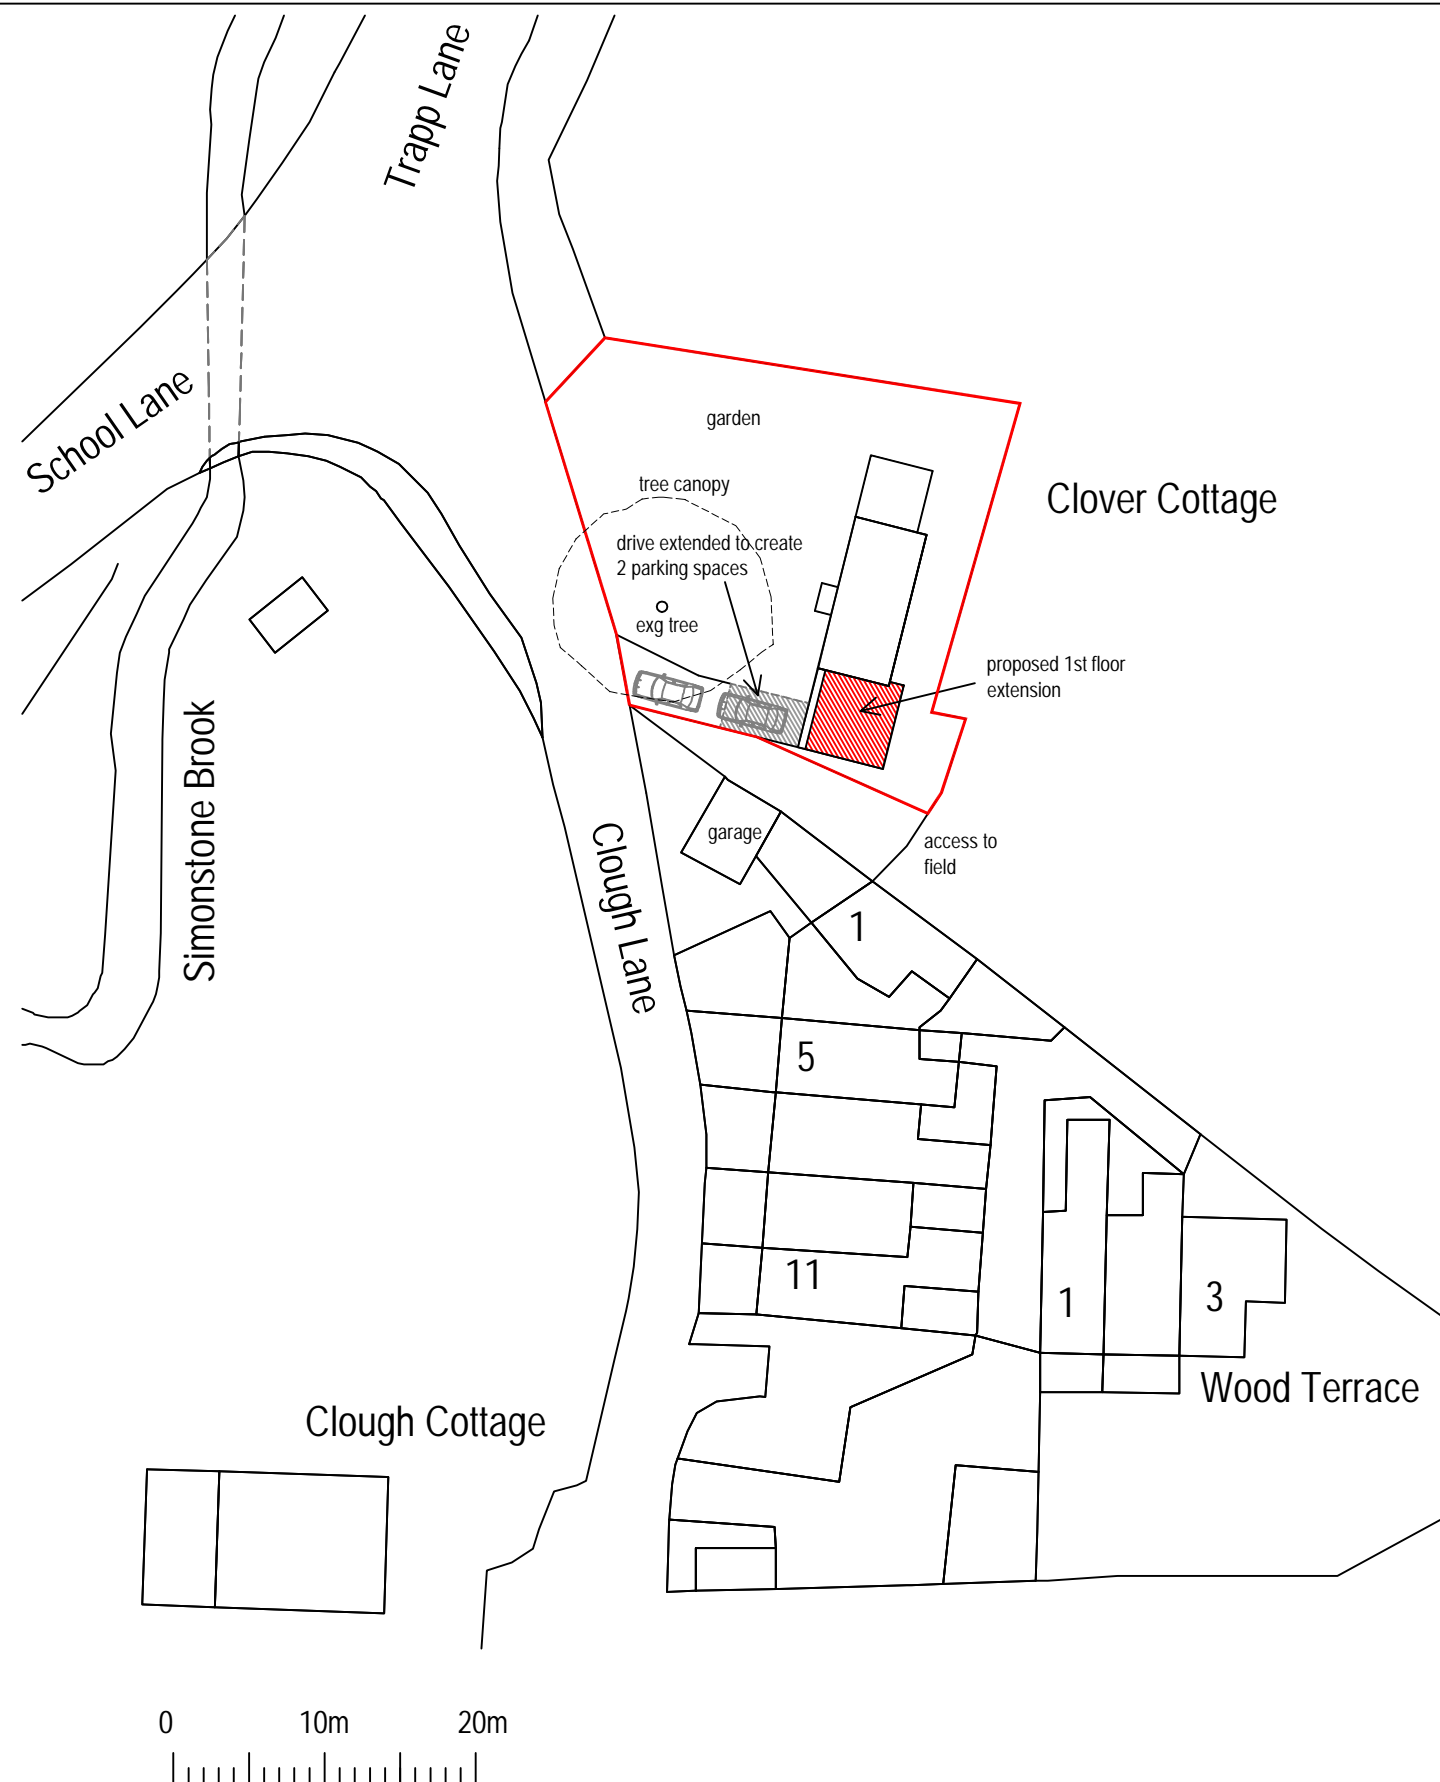 Trapp Lane
School Lane
garden
tree canopy
Clover Cottage
drive extended to create
2 parking spaces
exg tree
proposed 1st floor
extension
Simonstone Brook
Clough Lane
garage
access to
field
1
5
11
1
3
Wood Terrace
Clough Cottage
0 10m 20m